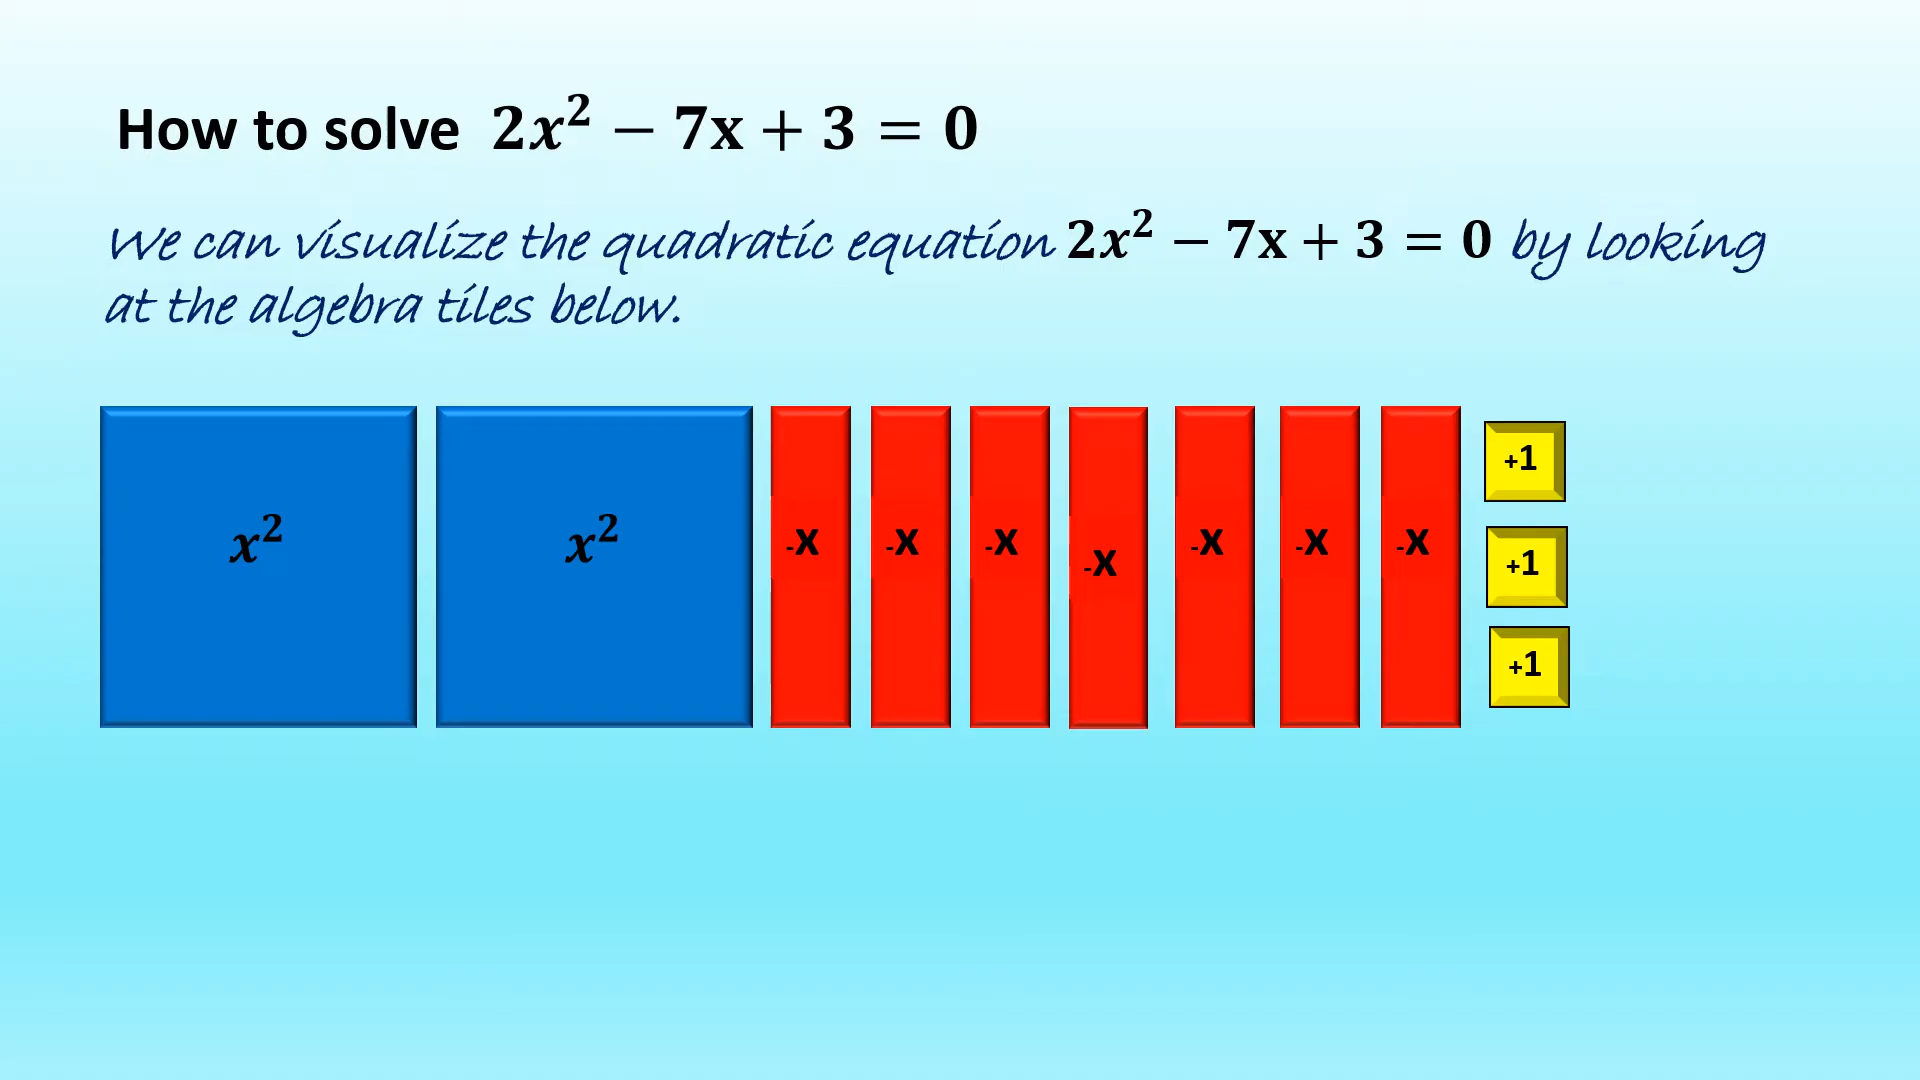 How to solve 2x² − 7x + 3 = 0
We can visualize the quadratic equation 2x² − 7x + 3 = 0 by looking
at the algebra tiles below.
x² x² -x -x -x -x -x -x -x +1
+1
+1